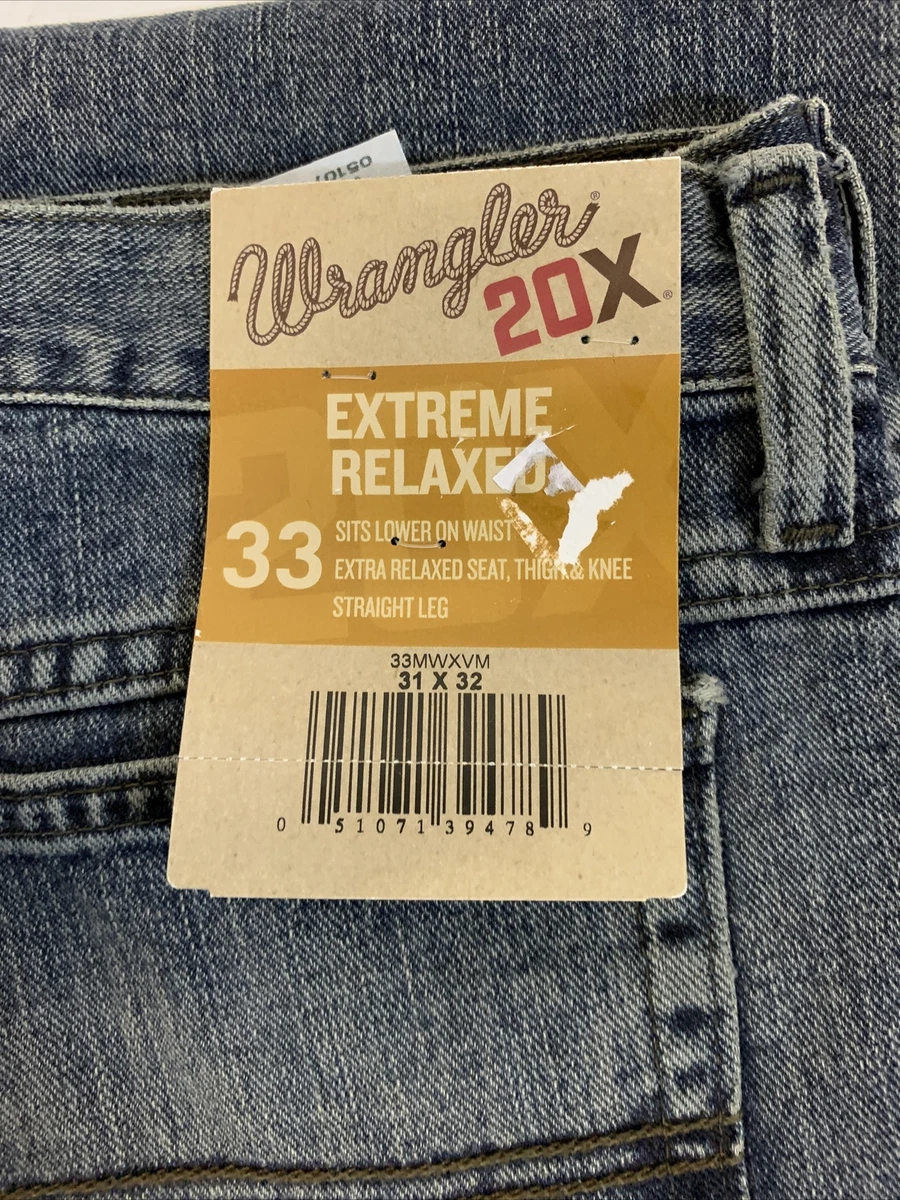 05107
Wrangler®
20X®
EXTREME
RELAXED
33
SITS LOWER ON WAIST
EXTRA RELAXED SEAT, THIGH & KNEE
STRAIGHT LEG
33MWXVM
31 X 32
0 51071 39478 9